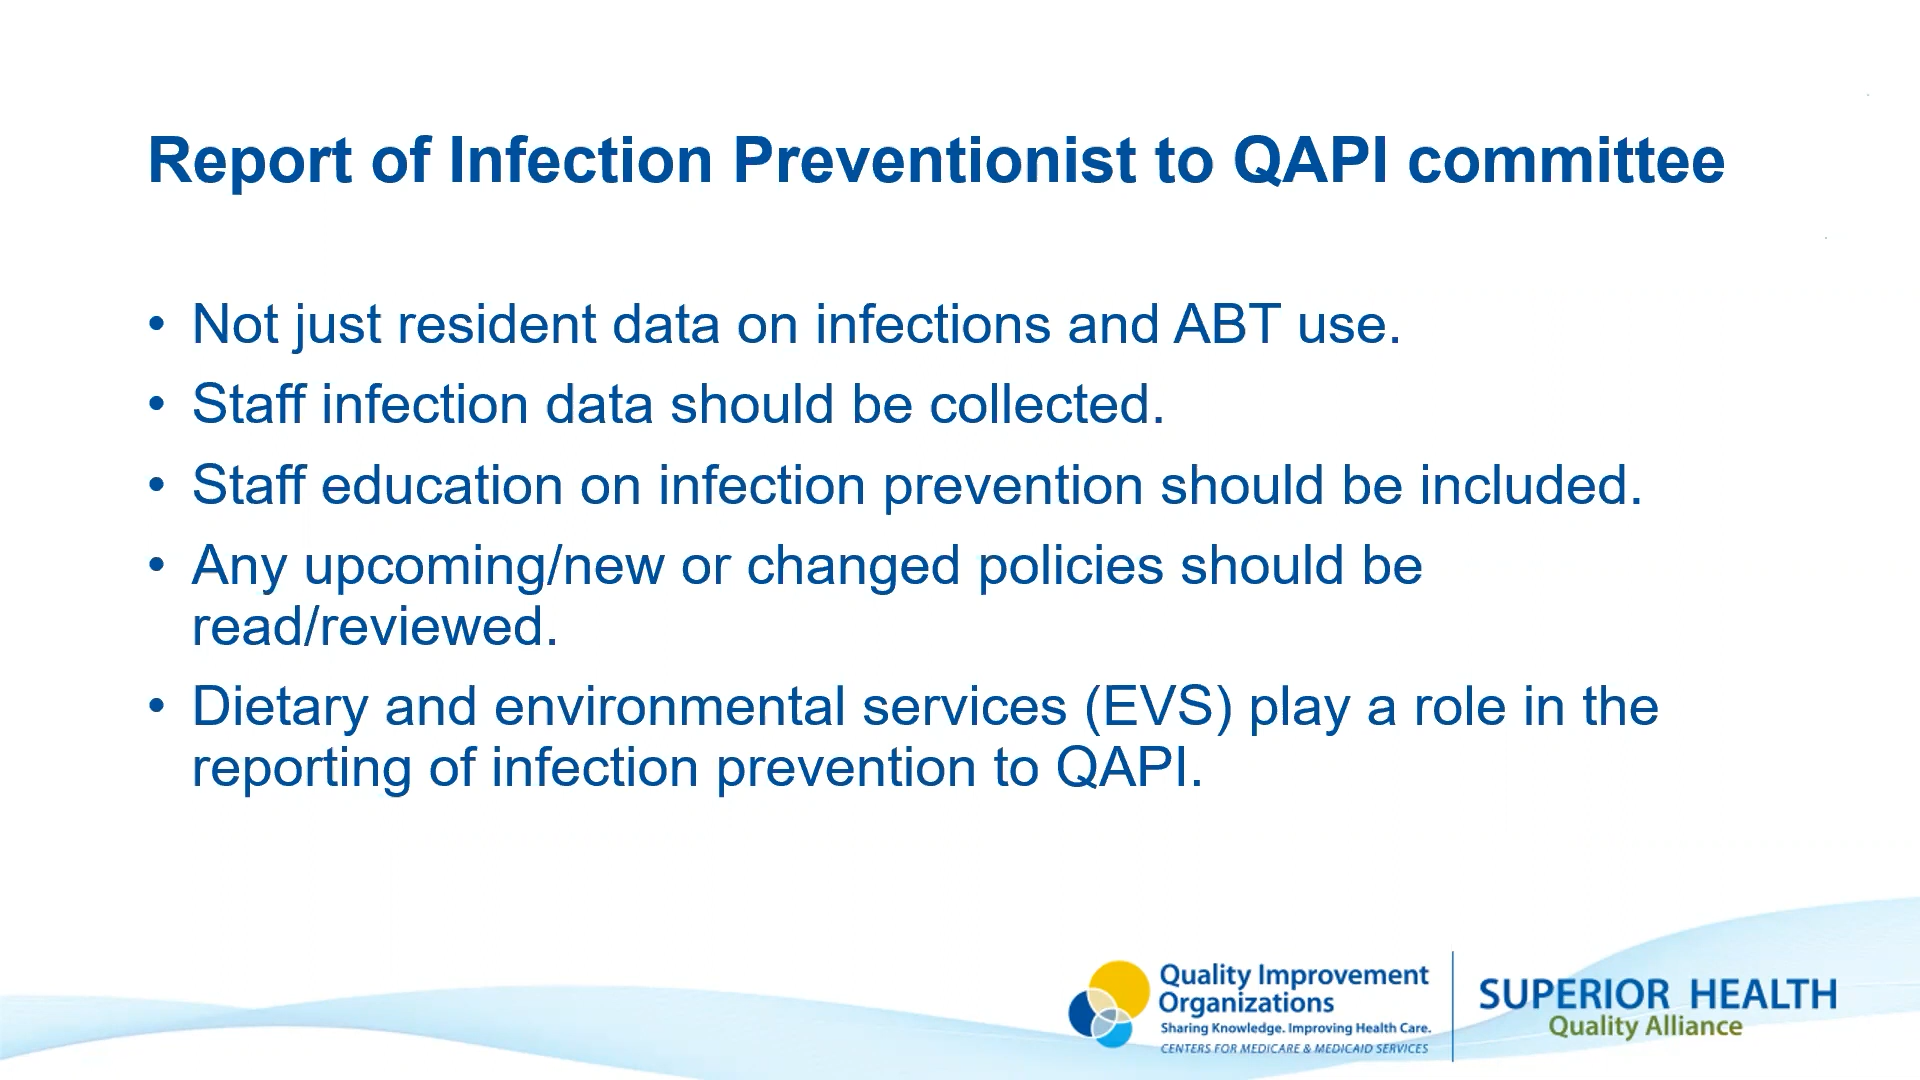 Report of Infection Preventionist to QAPI committee
• Not just resident data on infections and ABT use.
• Staff infection data should be collected.
• Staff education on infection prevention should be included.
• Any upcoming/new or changed policies should be
read/reviewed.
• Dietary and environmental services (EVS) play a role in the
reporting of infection prevention to QAPI.
Quality Improvement
Organizations
Sharing Knowledge. Improving Health Care.
CENTERS FOR MEDICARE & MEDICAID SERVICES
SUPERIOR HEALTH
Quality Alliance